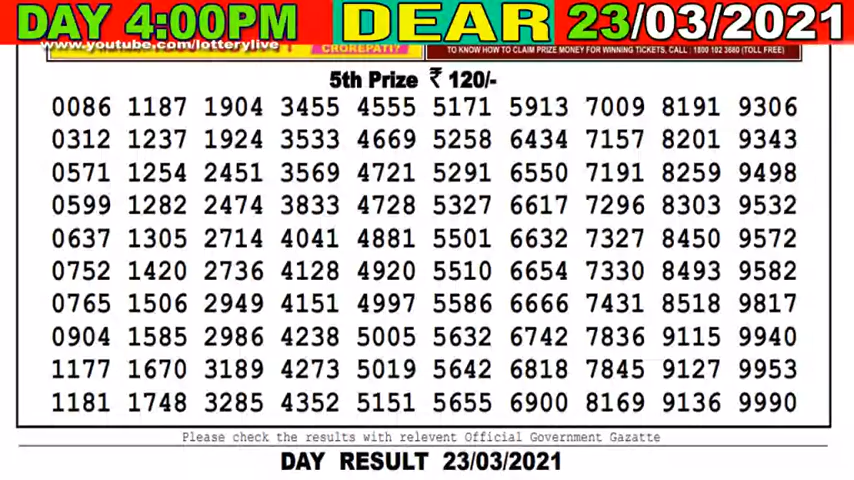 DAY 4:00PM DEAR 23/03/2021
www.youtube.com/lotterylive
CROREPATI
TO KNOW HOW TO CLAIM PRIZE MONEY FOR WINNING TICKETS, CALL : 1800 102 3680 (TOLL FREE)
5th Prize ₹ 120/-
0086 1187 1904 3455 4555 5171 5913 7009 8191 9306
0312 1237 1924 3533 4669 5258 6434 7157 8201 9343
0571 1254 2451 3569 4721 5291 6550 7191 8259 9498
0599 1282 2474 3833 4728 5327 6617 7296 8303 9532
0637 1305 2714 4041 4881 5501 6632 7327 8450 9572
0752 1420 2736 4128 4920 5510 6654 7330 8493 9582
0765 1506 2949 4151 4997 5586 6666 7431 8518 9817
0904 1585 2986 4238 5005 5632 6742 7836 9115 9940
1177 1670 3189 4273 5019 5642 6818 7845 9127 9953
1181 1748 3285 4352 5151 5655 6900 8169 9136 9990
Please check the results with relevent Official Government Gazatte
DAY RESULT 23/03/2021